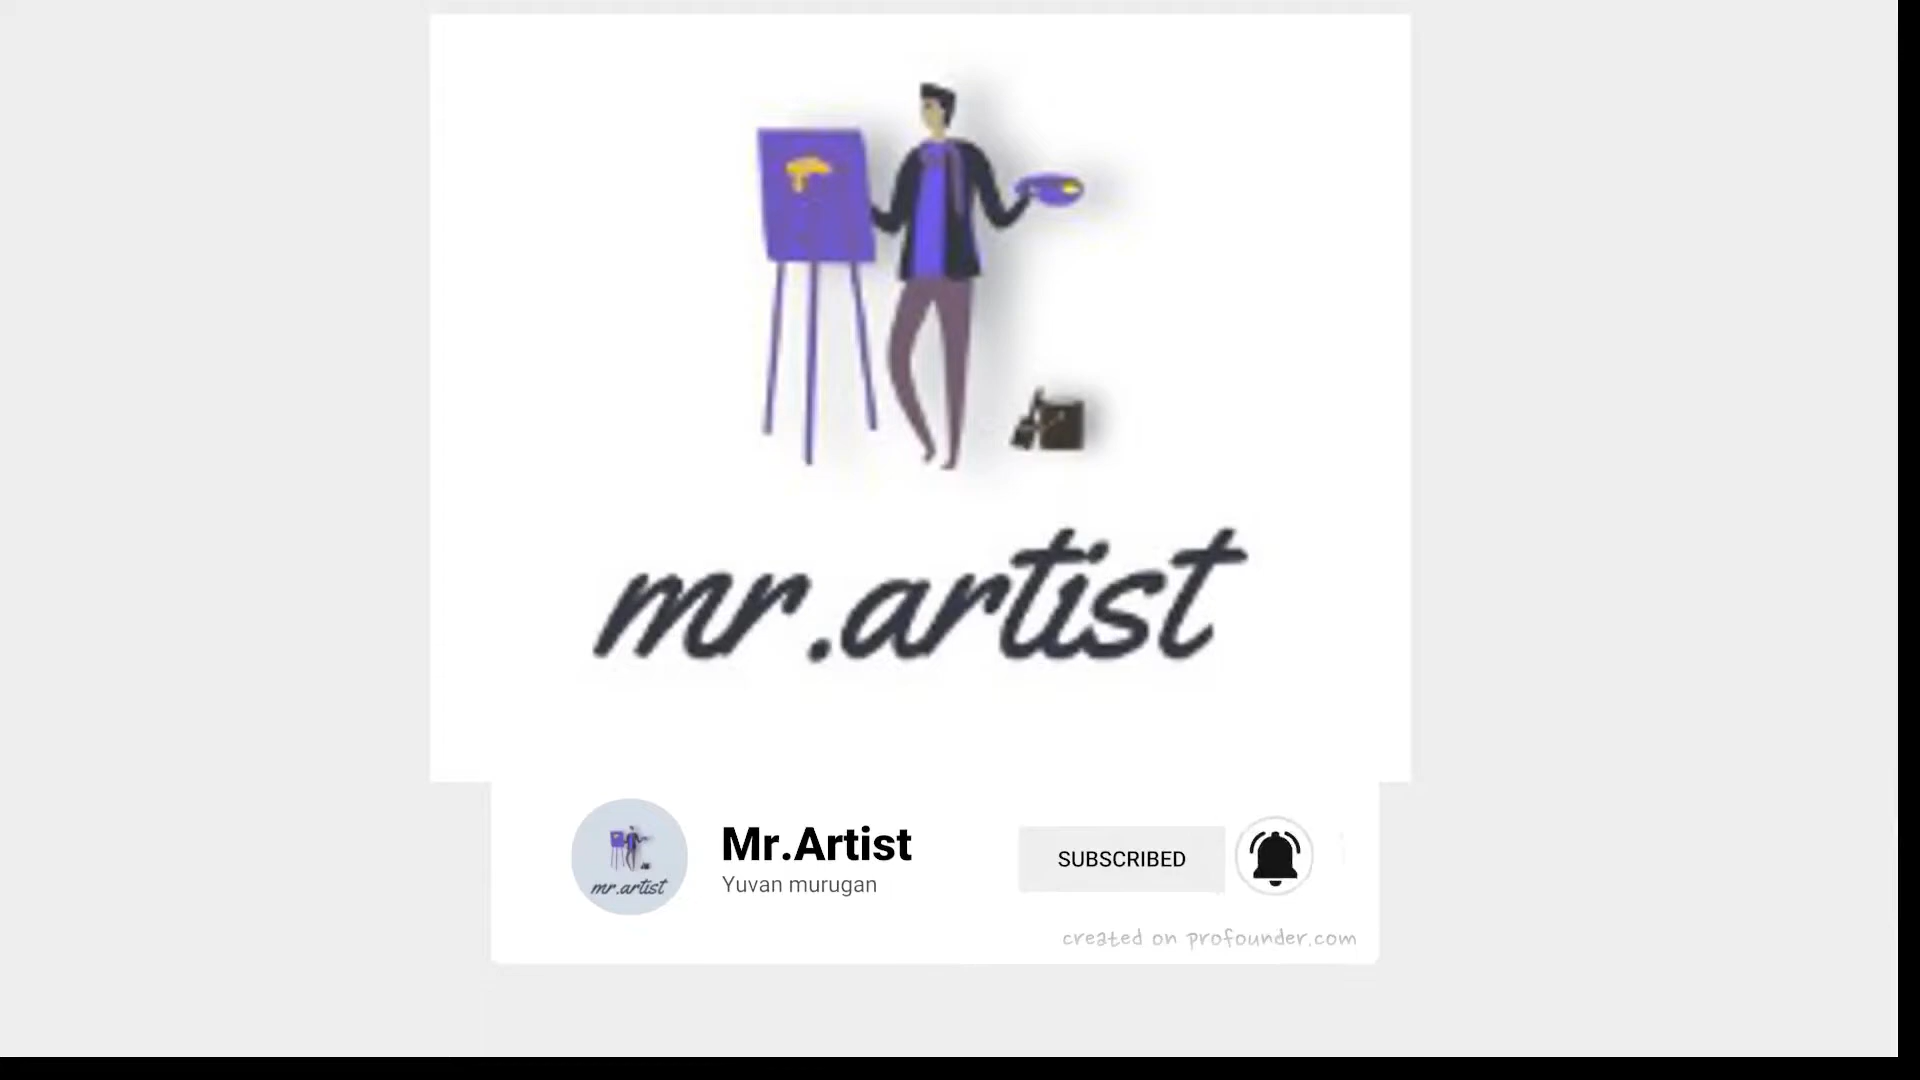 mr.artist
mr.artist
Mr.Artist
Yuvan murugan
SUBSCRIBED
created on profounder.com